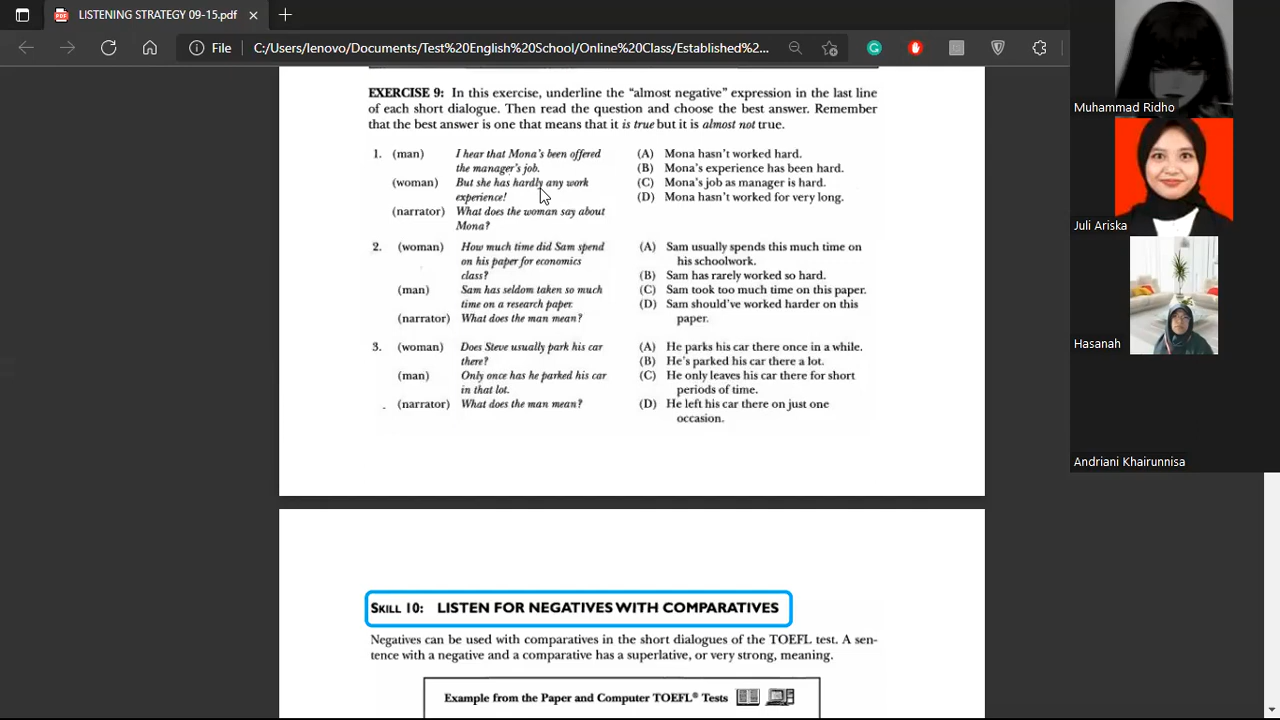 LISTENING STRATEGY 09-15.pdf
File
C:/Users/lenovo/Documents/Test%20English%20School/Online%20Class/Established%2...
EXERCISE 9: In this exercise, underline the "almost negative" expression in the last line
of each short dialogue. Then read the question and choose the best answer. Remember
that the best answer is one that means that it is true but it is almost not true.
1. (man) I hear that Mona's been offered
the manager's job.
(woman) But she has hardly any work
experience!
(narrator) What does the woman say about
Mona?
(A) Mona hasn't worked hard.
(B) Mona's experience has been hard.
(C) Mona's job as manager is hard.
(D) Mona hasn't worked for very long.
2. (woman) How much time did Sam spend
on his paper for economics
class?
(man) Sam has seldom taken so much
time on a research paper.
(narrator) What does the man mean?
(A) Sam usually spends this much time on
his schoolwork.
(B) Sam has rarely worked so hard.
(C) Sam took too much time on this paper.
(D) Sam should've worked harder on this
paper.
3. (woman) Does Steve usually park his car
there?
(man) Only once has he parked his car
in that lot.
(narrator) What does the man mean?
(A) He parks his car there once in a while.
(B) He's parked his car there a lot.
(C) He only leaves his car there for short
periods of time.
(D) He left his car there on just one
occasion.
SKILL 10: LISTEN FOR NEGATIVES WITH COMPARATIVES
Negatives can be used with comparatives in the short dialogues of the TOEFL test. A sen-
tence with a negative and a comparative has a superlative, or very strong, meaning.
Example from the Paper and Computer TOEFL® Tests
Muhammad Ridho
Juli Ariska
Hasanah
Andriani Khairunnisa